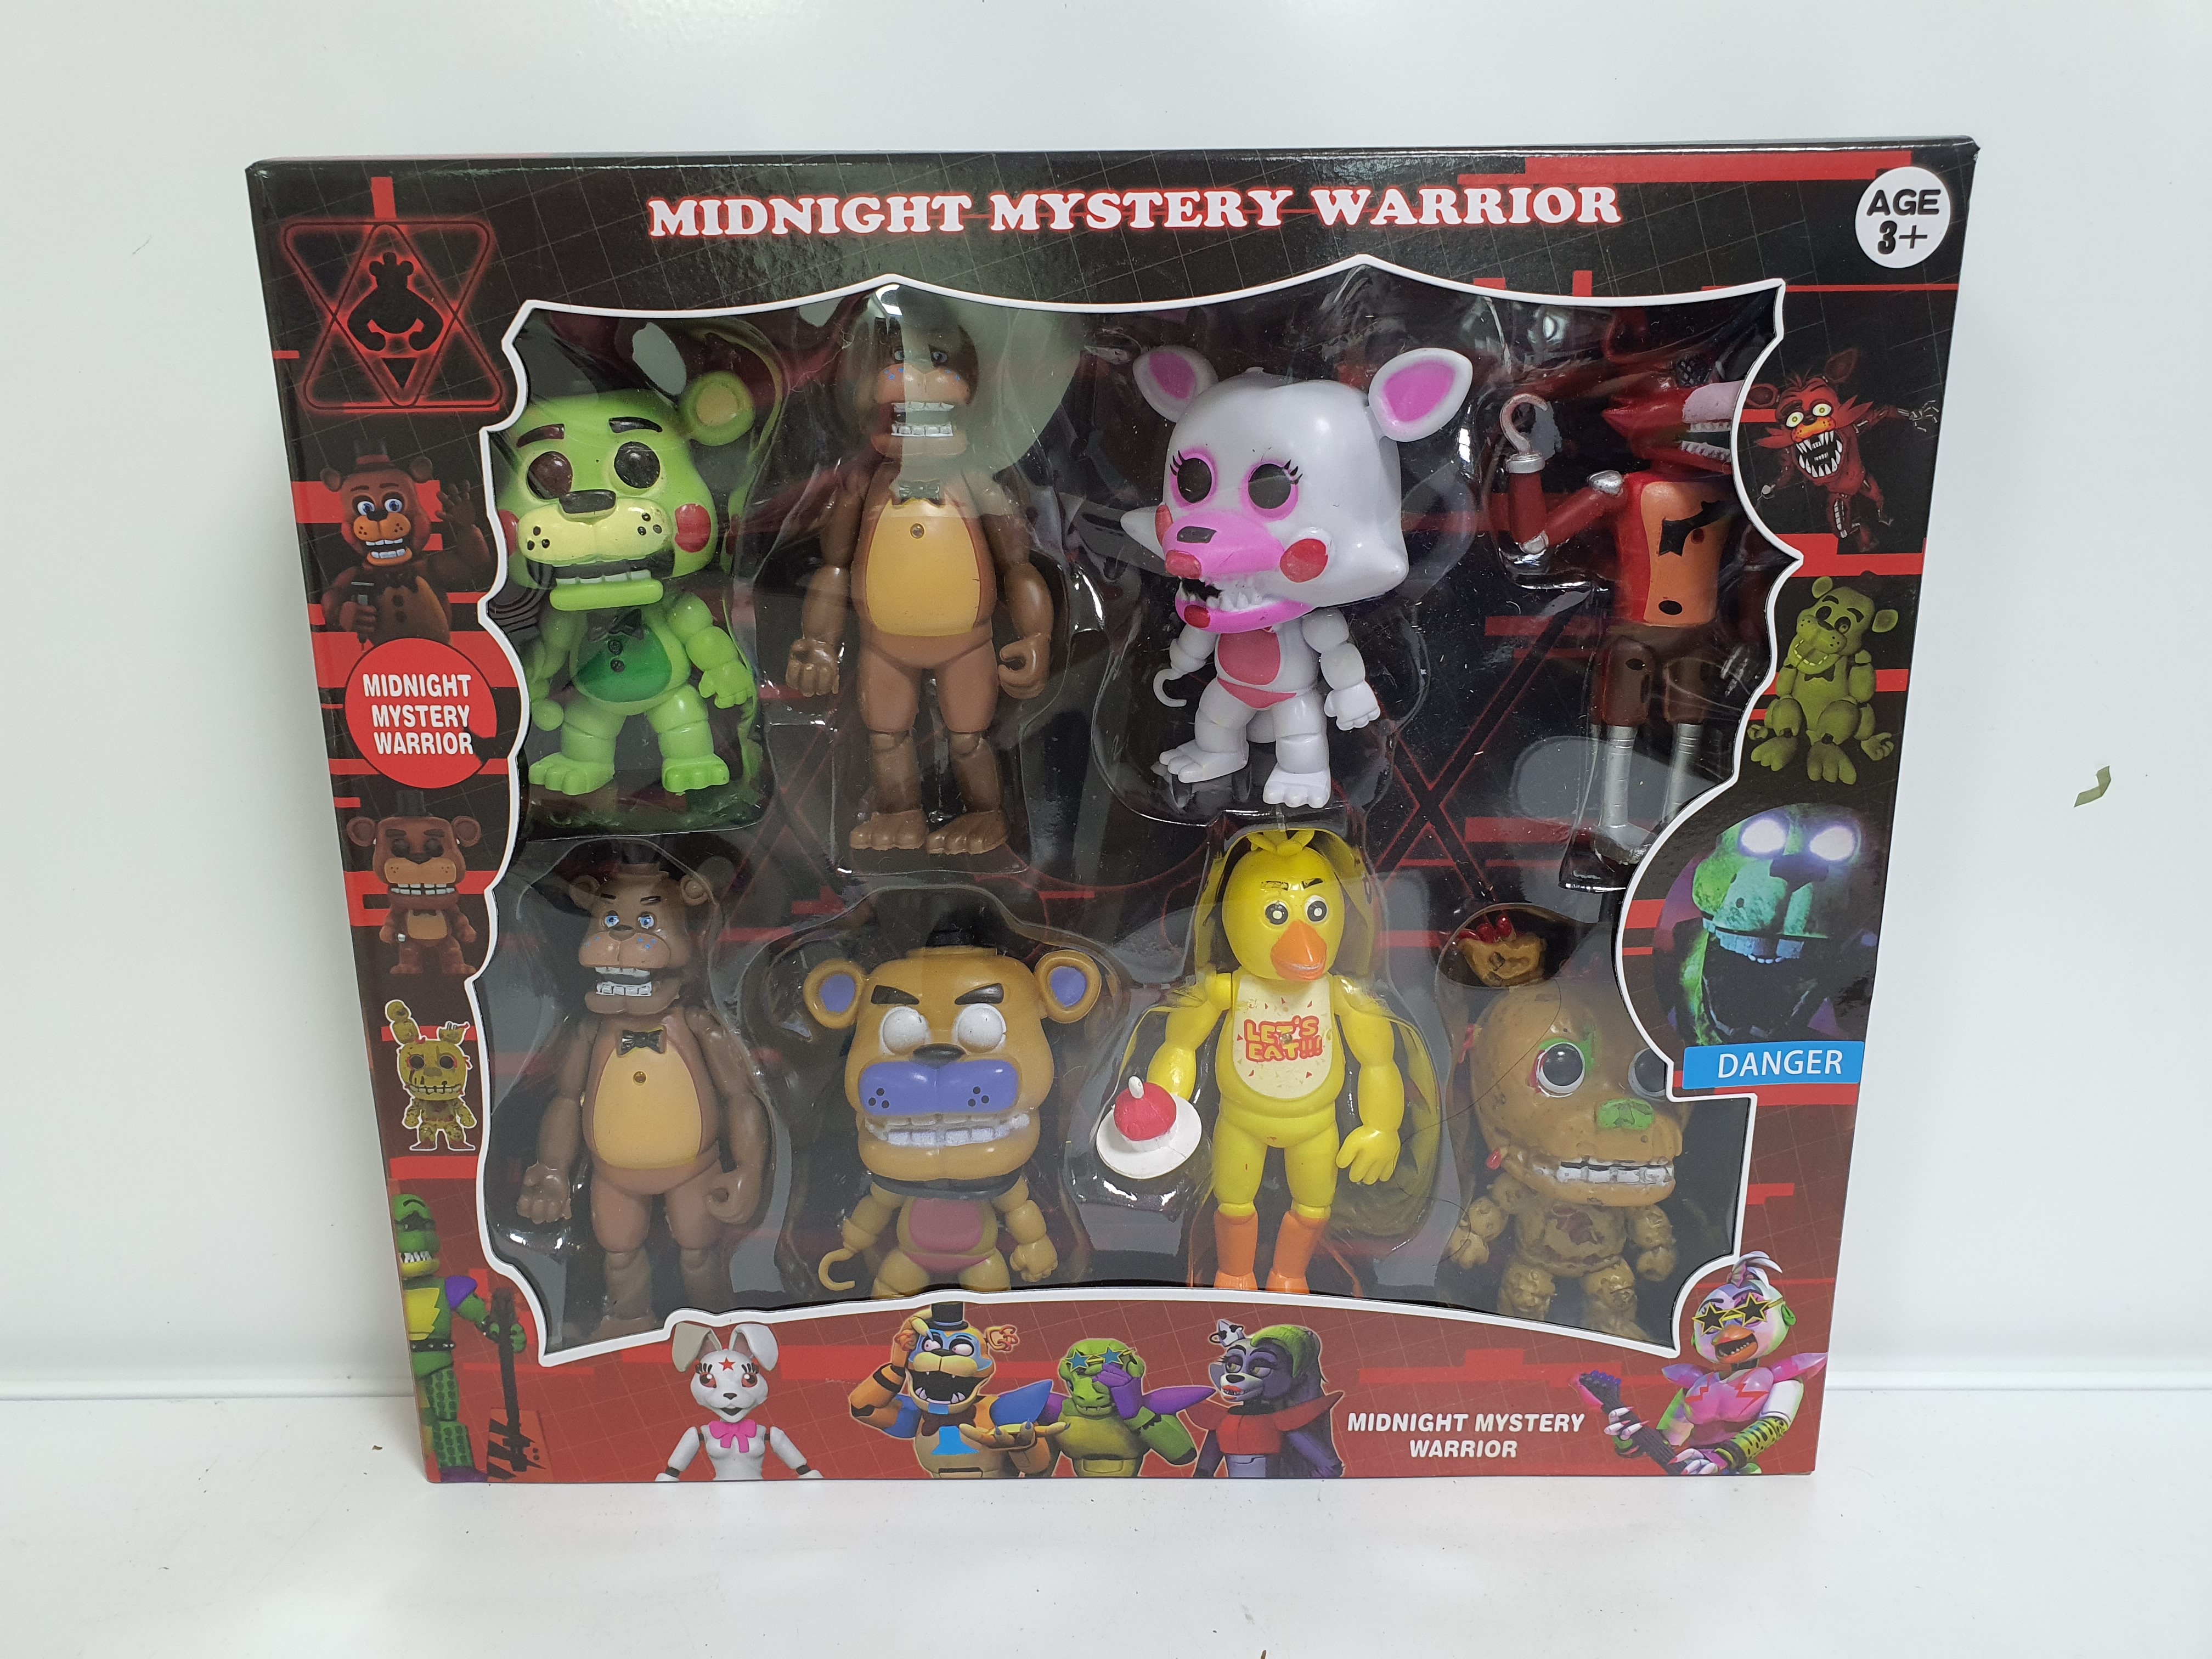 MIDNIGHT MYSTERY WARRIOR
AGE
3+
MIDNIGHT
MYSTERY
WARRIOR
LET'S
EAT!!!
DANGER
MIDNIGHT MYSTERY
WARRIOR